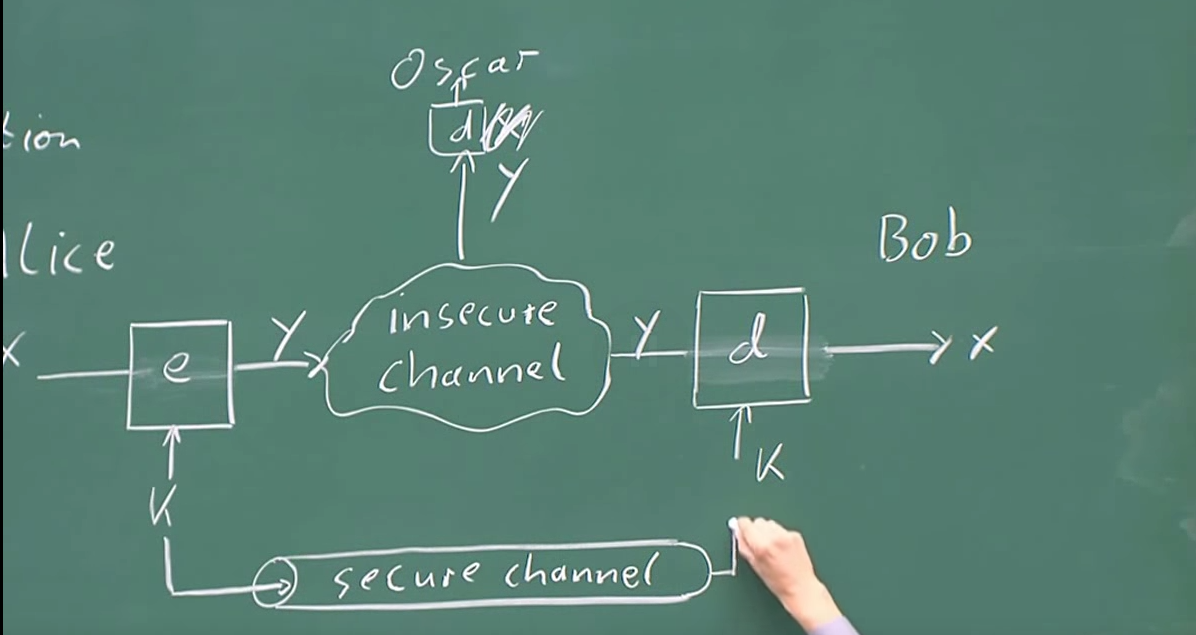 Oscar
d
tion
Y
lice
Bob
X
e
Y
insecure
channel
Y
d
x
K
K
secure channel